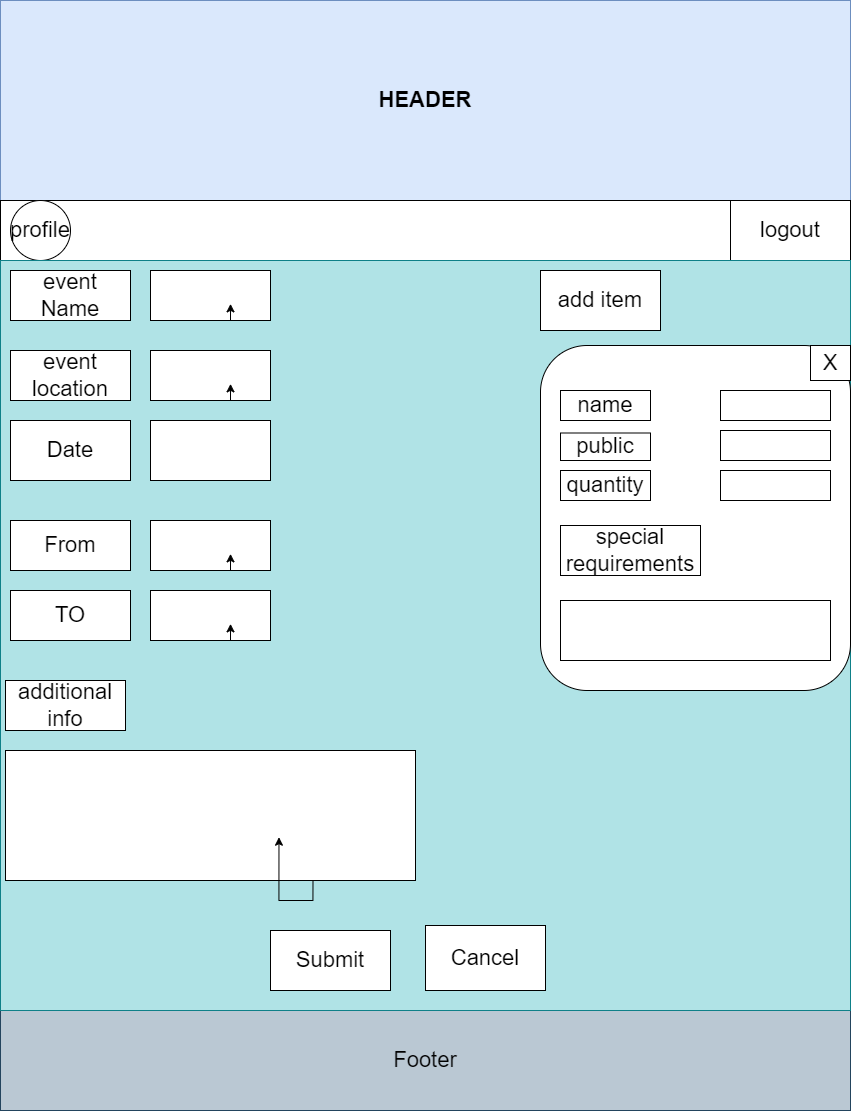 HEADER
profile
logout
event
Name
event
location
Date
From
TO
additional
info
add item
X
name
public
quantity
special
requirements
Submit
Cancel
Footer